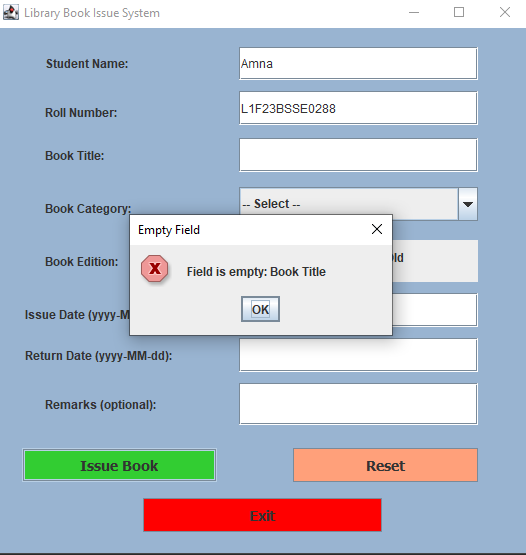 Library Book Issue System
Student Name: Amna
Roll Number: L1F23BSSE0288
Book Title:
Book Category: -- Select --
Empty Field
Field is empty: Book Title
OK
Book Edition:
Issue Date (yyyy-M
Return Date (yyyy-MM-dd):
Remarks (optional):
Issue Book Reset
Exit